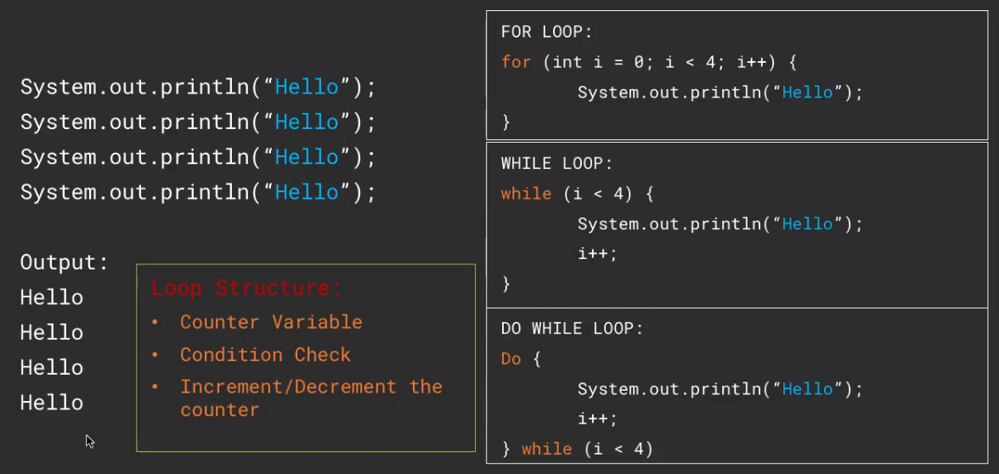 System.out.println(“Hello”);
System.out.println(“Hello”);
System.out.println(“Hello”);
System.out.println(“Hello”);
Output:
Hello
Hello
Hello
Hello
Loop Structure:
• Counter Variable
• Condition Check
• Increment/Decrement the
counter
FOR LOOP:
for (int i = 0; i < 4; i++) {
System.out.println(“Hello”);
}
WHILE LOOP:
while (i < 4) {
System.out.println(“Hello”);
i++;
}
DO WHILE LOOP:
Do {
System.out.println(“Hello”);
i++;
} while (i < 4)